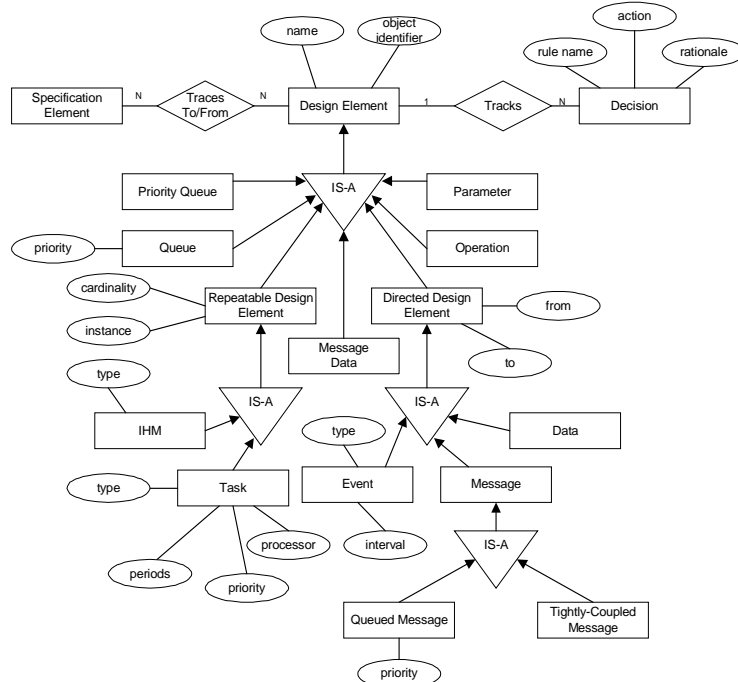 name
object
identifier
action
rule name
rationale
Specification
Element
N
Traces
To/From
N
Design Element
1
Tracks
N
Decision
Priority Queue
IS-A
Parameter
priority
Queue
Operation
cardinality
instance
Repeatable Design
Element
Directed Design
Element
from
to
Message
Data
type
IHM
IS-A
IS-A
type
Data
type
Task
Event
Message
periods
priority
processor
interval
IS-A
Queued Message
Tightly-Coupled
Message
priority